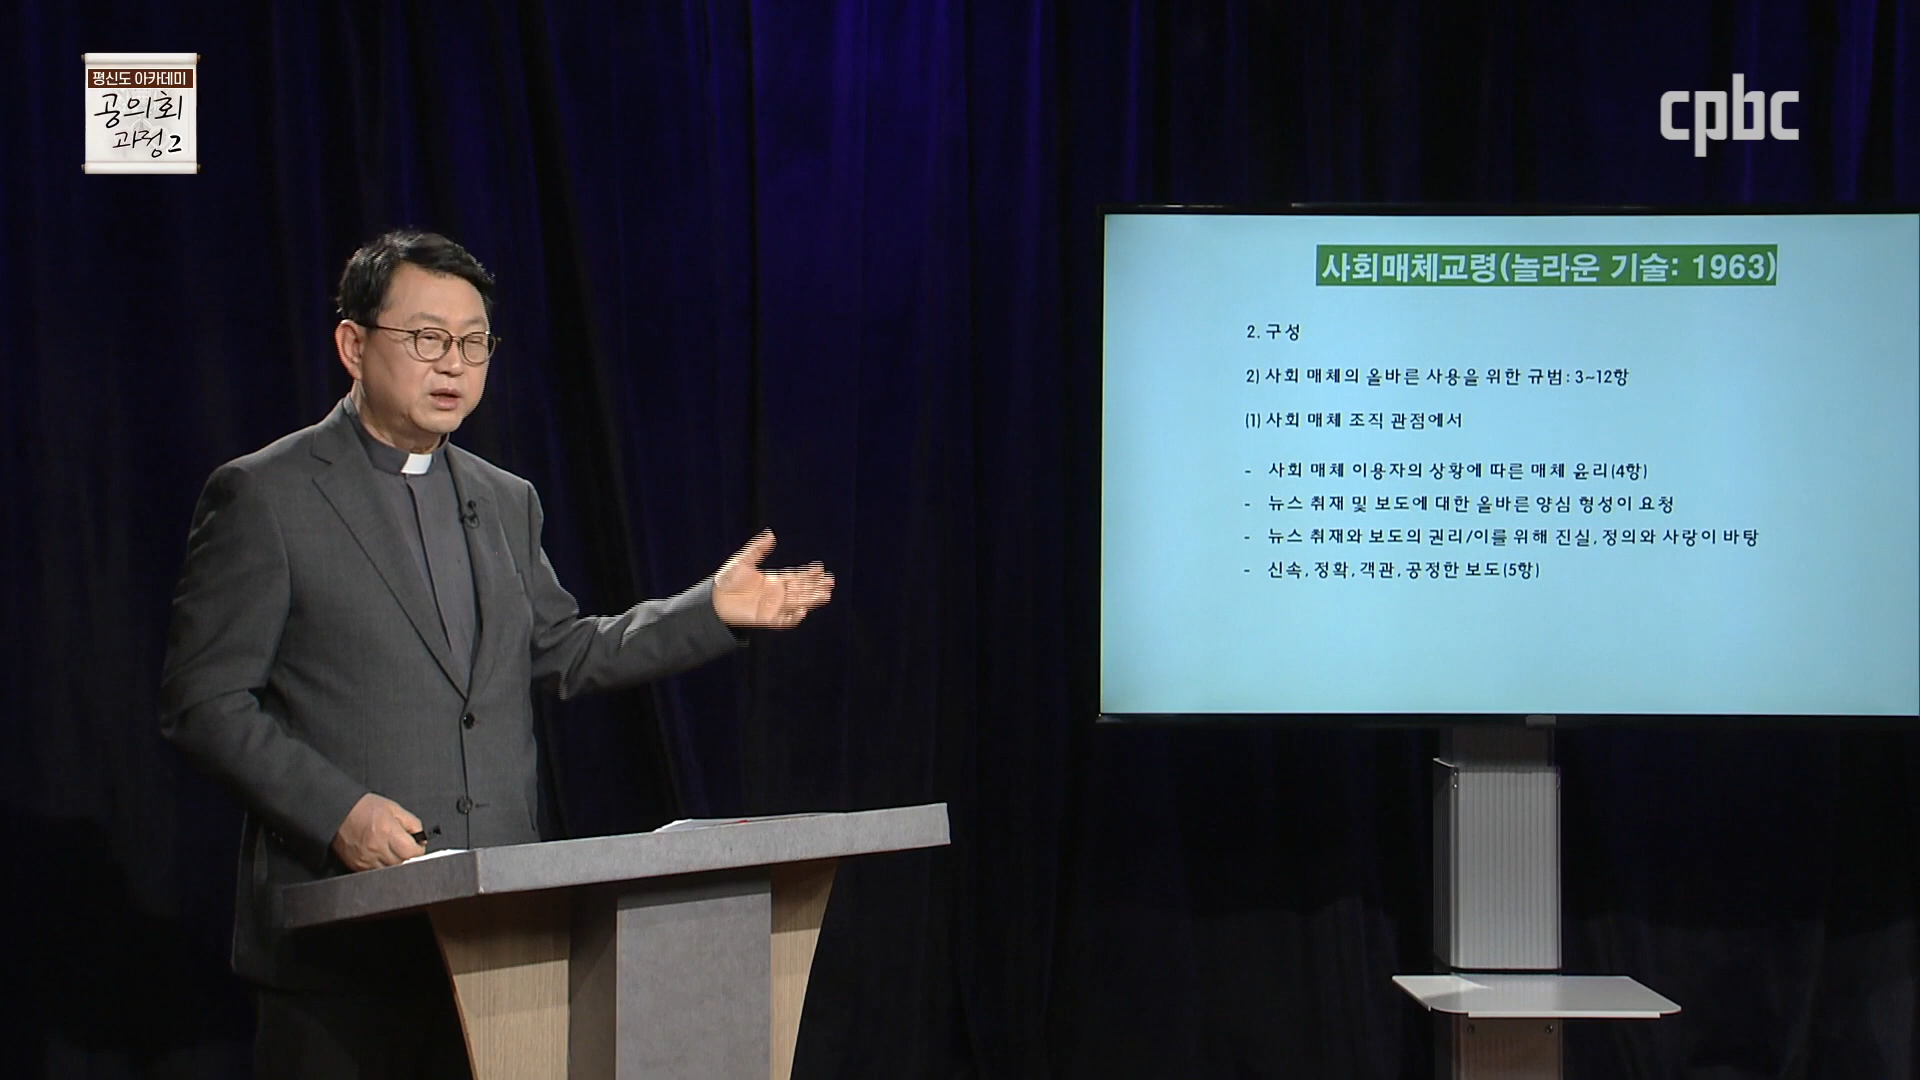 평신도 아카데미
공의회
과정2
cpbc
사회매체교령(놀라운 기술: 1963)
2. 구성
2) 사회 매체의 올바른 사용을 위한 규범: 3~12항
(1) 사회 매체 조직 관점에서
- 사회 매체 이용자의 상황에 따른 매체 윤리(4항)
- 뉴스 취재 및 보도에 대한 올바른 양심 형성이 요청
- 뉴스 취재와 보도의 권리/이를 위해 진실, 정의와 사랑이 바탕
- 신속, 정확, 객관, 공정한 보도(5항)